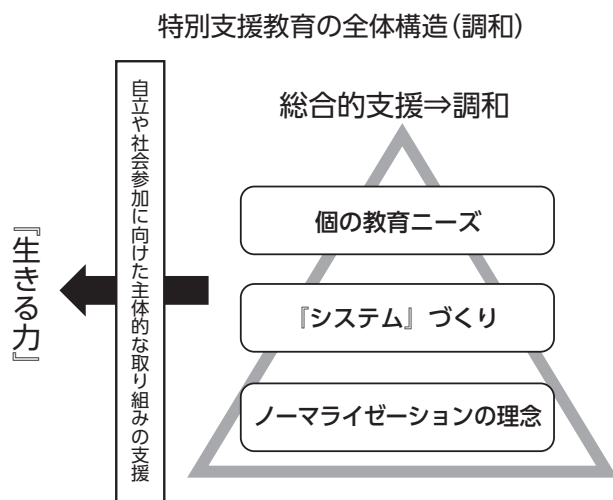 特別支援教育の全体構造(調和)
総合的支援⇒調和
個の教育ニーズ
『システム』づくり
ノーマライゼーションの理念
自立や社会参加に向けた主体的な取り組みの支援
『生きる力』